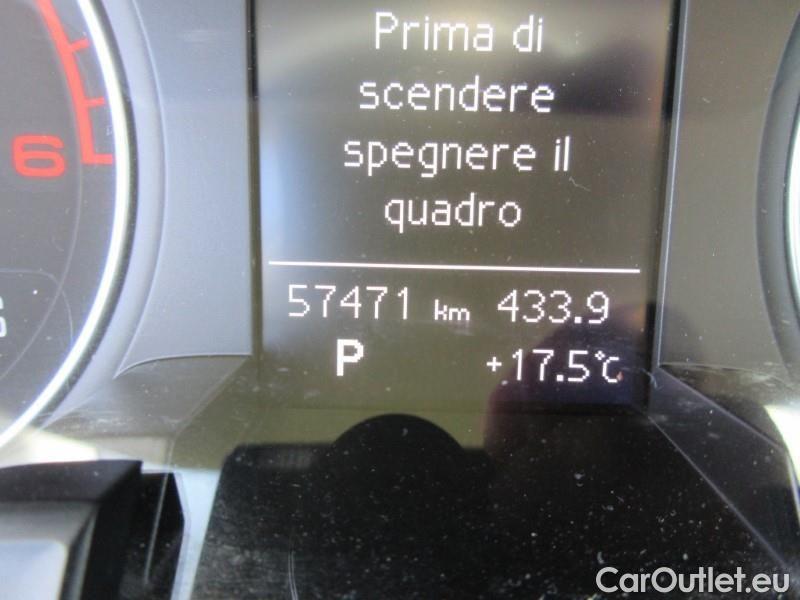 Prima di
scendere
spegnere il
quadro
57471 km 433.9
P +17.5°C
6
CarOutlet.eu